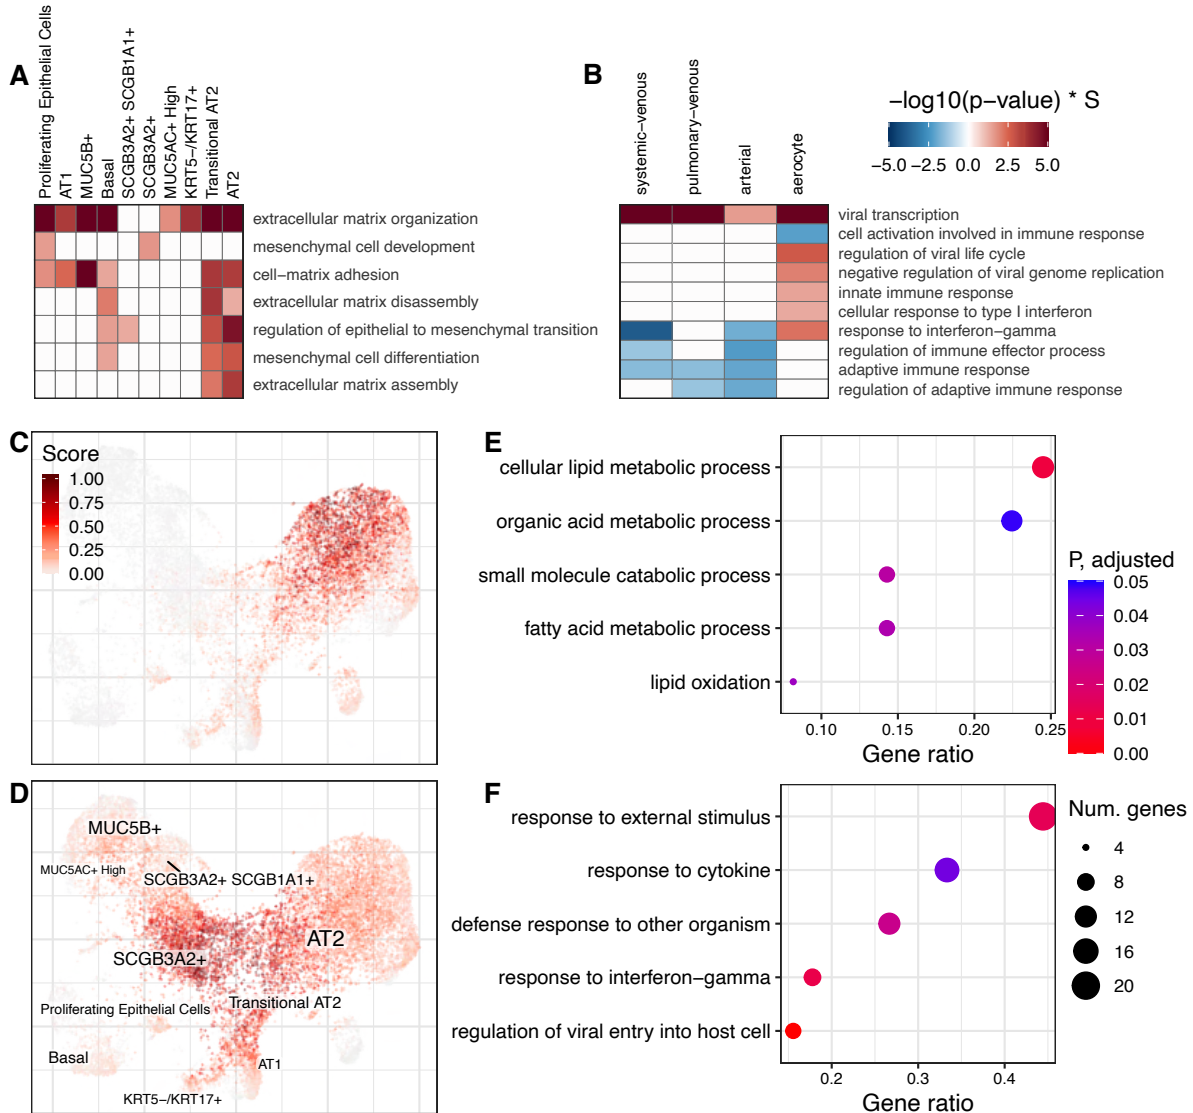 A
Proliferating Epithelial Cells
AT1
MUC5B+
Basal
SCGB3A2+ SCGB1A1+
SCGB3A2+
MUC5AC+ High
KRT5−/KRT17+
Transitional AT2
AT2
extracellular matrix organization
mesenchymal cell development
cell−matrix adhesion
extracellular matrix disassembly
regulation of epithelial to mesenchymal transition
mesenchymal cell differentiation
extracellular matrix assembly
B
systemic−venous
pulmonary−venous
arterial
aerocyte
−log10(p−value) * S
−5.0 −2.5 0.0 2.5 5.0
viral transcription
cell activation involved in immune response
regulation of viral life cycle
negative regulation of viral genome replication
innate immune response
cellular response to type I interferon
response to interferon−gamma
regulation of immune effector process
adaptive immune response
regulation of adaptive immune response
C
Score
1.00
0.75
0.50
0.25
0.00
D
MUC5B+
MUC5AC+ High
SCGB3A2+ SCGB1A1+
AT2
SCGB3A2+
Transitional AT2
Proliferating Epithelial Cells
Basal
AT1
KRT5−/KRT17+
E
cellular lipid metabolic process
organic acid metabolic process
small molecule catabolic process
fatty acid metabolic process
lipid oxidation
0.10 0.15 0.20 0.25
Gene ratio
P, adjusted
0.05
0.04
0.03
0.02
0.01
0.00
F
response to external stimulus
response to cytokine
defense response to other organism
response to interferon−gamma
regulation of viral entry into host cell
0.2 0.3 0.4
Gene ratio
Num. genes
4
8
12
16
20